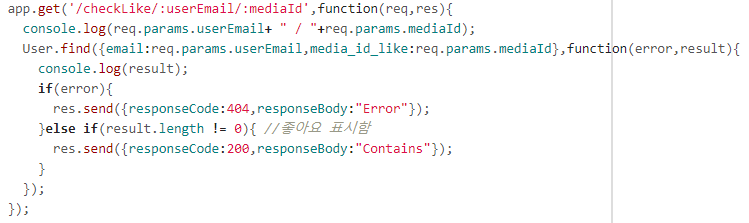 app.get('/checkLike/:userEmail/:mediaId',function(req,res){
  console.log(req.params.userEmail+ " / "+req.params.mediaId);
  User.find({email:req.params.userEmail,media_id_like:req.params.mediaId},function(error,result){
    console.log(result);
    if(error){
      res.send({responseCode:404,responseBody:"Error"});
    }else if(result.length != 0){ //좋아요 표시함
      res.send({responseCode:200,responseBody:"Contains"});
    }
  });
});